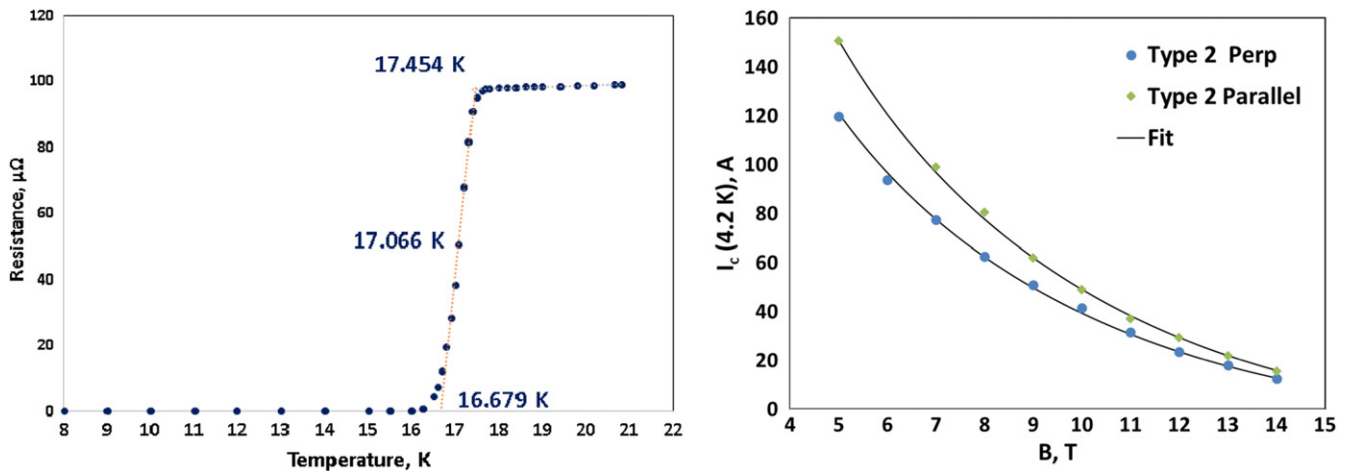 120
100
80
60
40
20
0
Resistance, μΩ
17.454 K
17.066 K
16.679 K
8 9 10 11 12 13 14 15 16 17 18 19 20 21 22
Temperature, K
160
140
120
100
80
60
40
20
0
I_c (4.2 K), A
Type 2 Perp
Type 2 Parallel
Fit
4 5 6 7 8 9 10 11 12 13 14 15
B, T